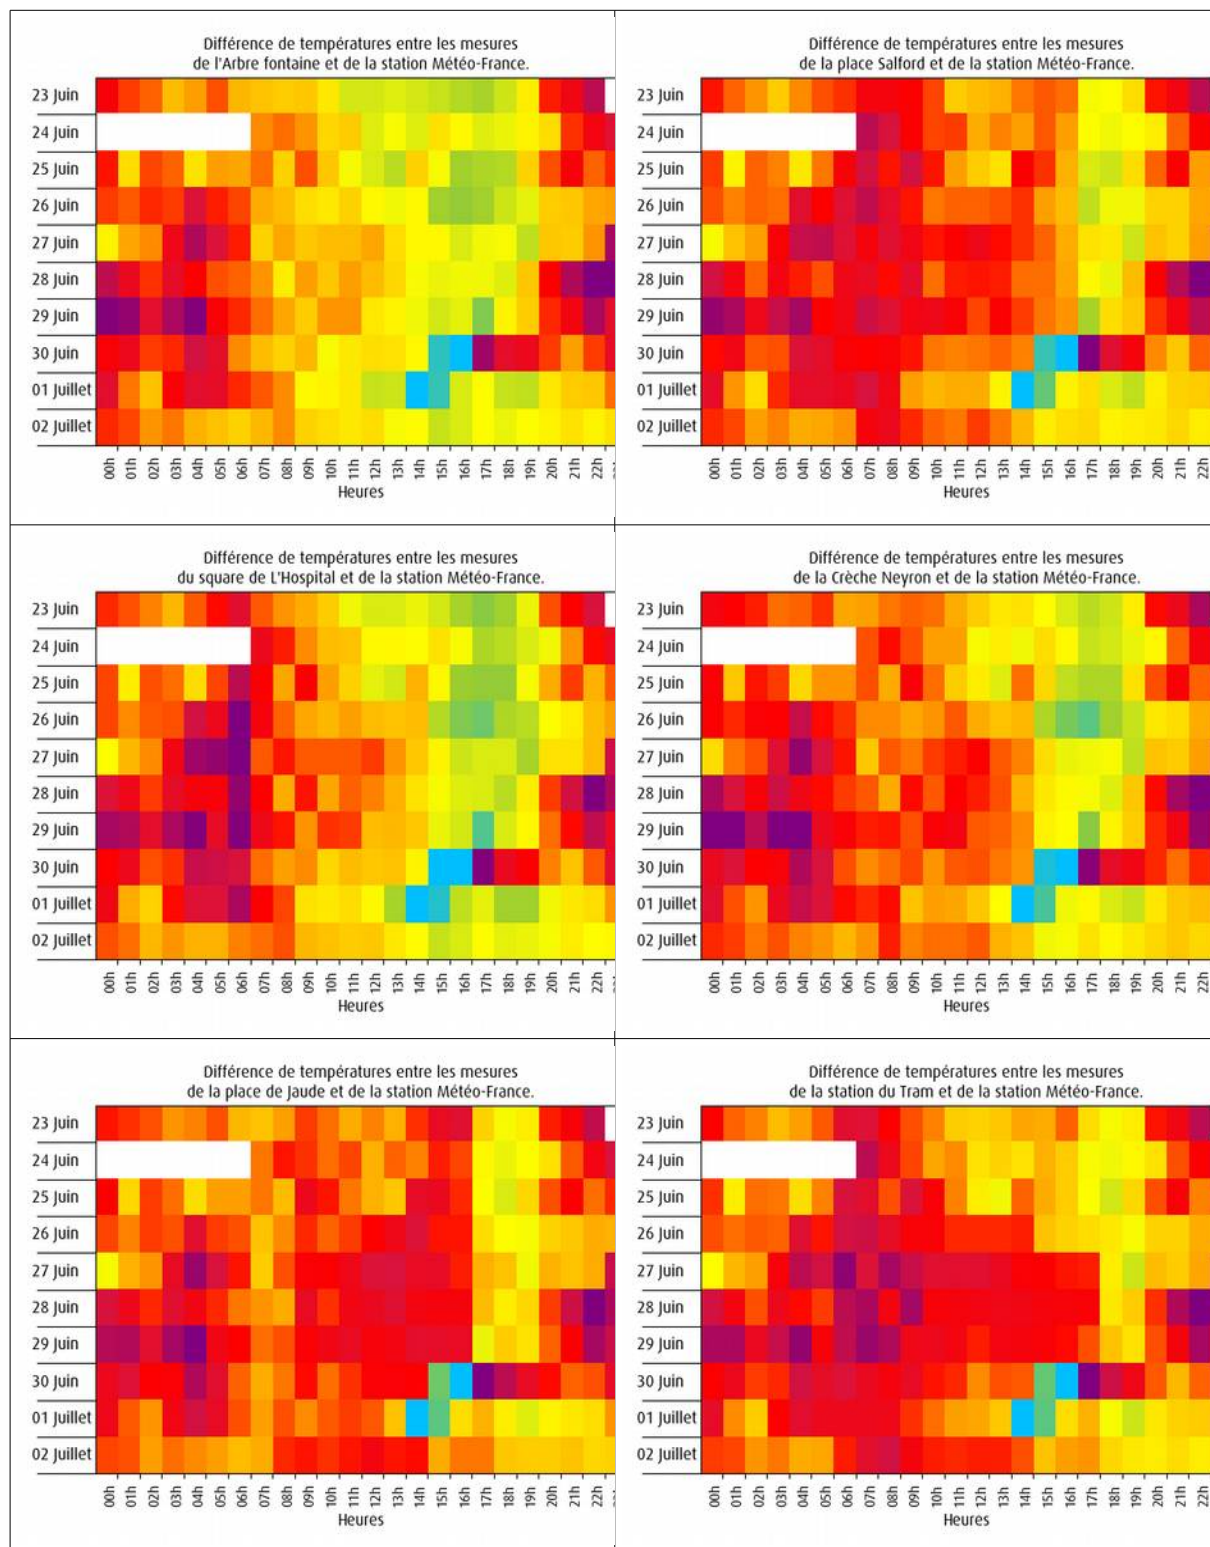 Différence de températures entre les mesures
de l'Arbre fontaine et de la station Météo-France.
23 Juin
24 Juin
25 Juin
26 Juin
27 Juin
28 Juin
29 Juin
30 Juin
01 Juillet
02 Juillet
00h 01h 02h 03h 04h 05h 06h 07h 08h 09h 10h 11h 12h 13h 14h 15h 16h 17h 18h 19h 20h 21h 22h
Heures
Différence de températures entre les mesures
de la place Salford et de la station Météo-France.
23 Juin
24 Juin
25 Juin
26 Juin
27 Juin
28 Juin
29 Juin
30 Juin
01 Juillet
02 Juillet
00h 01h 02h 03h 04h 05h 06h 07h 08h 09h 10h 11h 12h 13h 14h 15h 16h 17h 18h 19h 20h 21h 22h
Heures
Différence de températures entre les mesures
du square de L'Hospital et de la station Météo-France.
23 Juin
24 Juin
25 Juin
26 Juin
27 Juin
28 Juin
29 Juin
30 Juin
01 Juillet
02 Juillet
00h 01h 02h 03h 04h 05h 06h 07h 08h 09h 10h 11h 12h 13h 14h 15h 16h 17h 18h 19h 20h 21h 22h
Heures
Différence de températures entre les mesures
de la Crèche Neyron et de la station Météo-France.
23 Juin
24 Juin
25 Juin
26 Juin
27 Juin
28 Juin
29 Juin
30 Juin
01 Juillet
02 Juillet
00h 01h 02h 03h 04h 05h 06h 07h 08h 09h 10h 11h 12h 13h 14h 15h 16h 17h 18h 19h 20h 21h 22h
Heures
Différence de températures entre les mesures
de la place de Jaude et de la station Météo-France.
23 Juin
24 Juin
25 Juin
26 Juin
27 Juin
28 Juin
29 Juin
30 Juin
01 Juillet
02 Juillet
00h 01h 02h 03h 04h 05h 06h 07h 08h 09h 10h 11h 12h 13h 14h 15h 16h 17h 18h 19h 20h 21h 22h
Heures
Différence de températures entre les mesures
de la station du Tram et de la station Météo-France.
23 Juin
24 Juin
25 Juin
26 Juin
27 Juin
28 Juin
29 Juin
30 Juin
01 Juillet
02 Juillet
00h 01h 02h 03h 04h 05h 06h 07h 08h 09h 10h 11h 12h 13h 14h 15h 16h 17h 18h 19h 20h 21h 22h
Heures